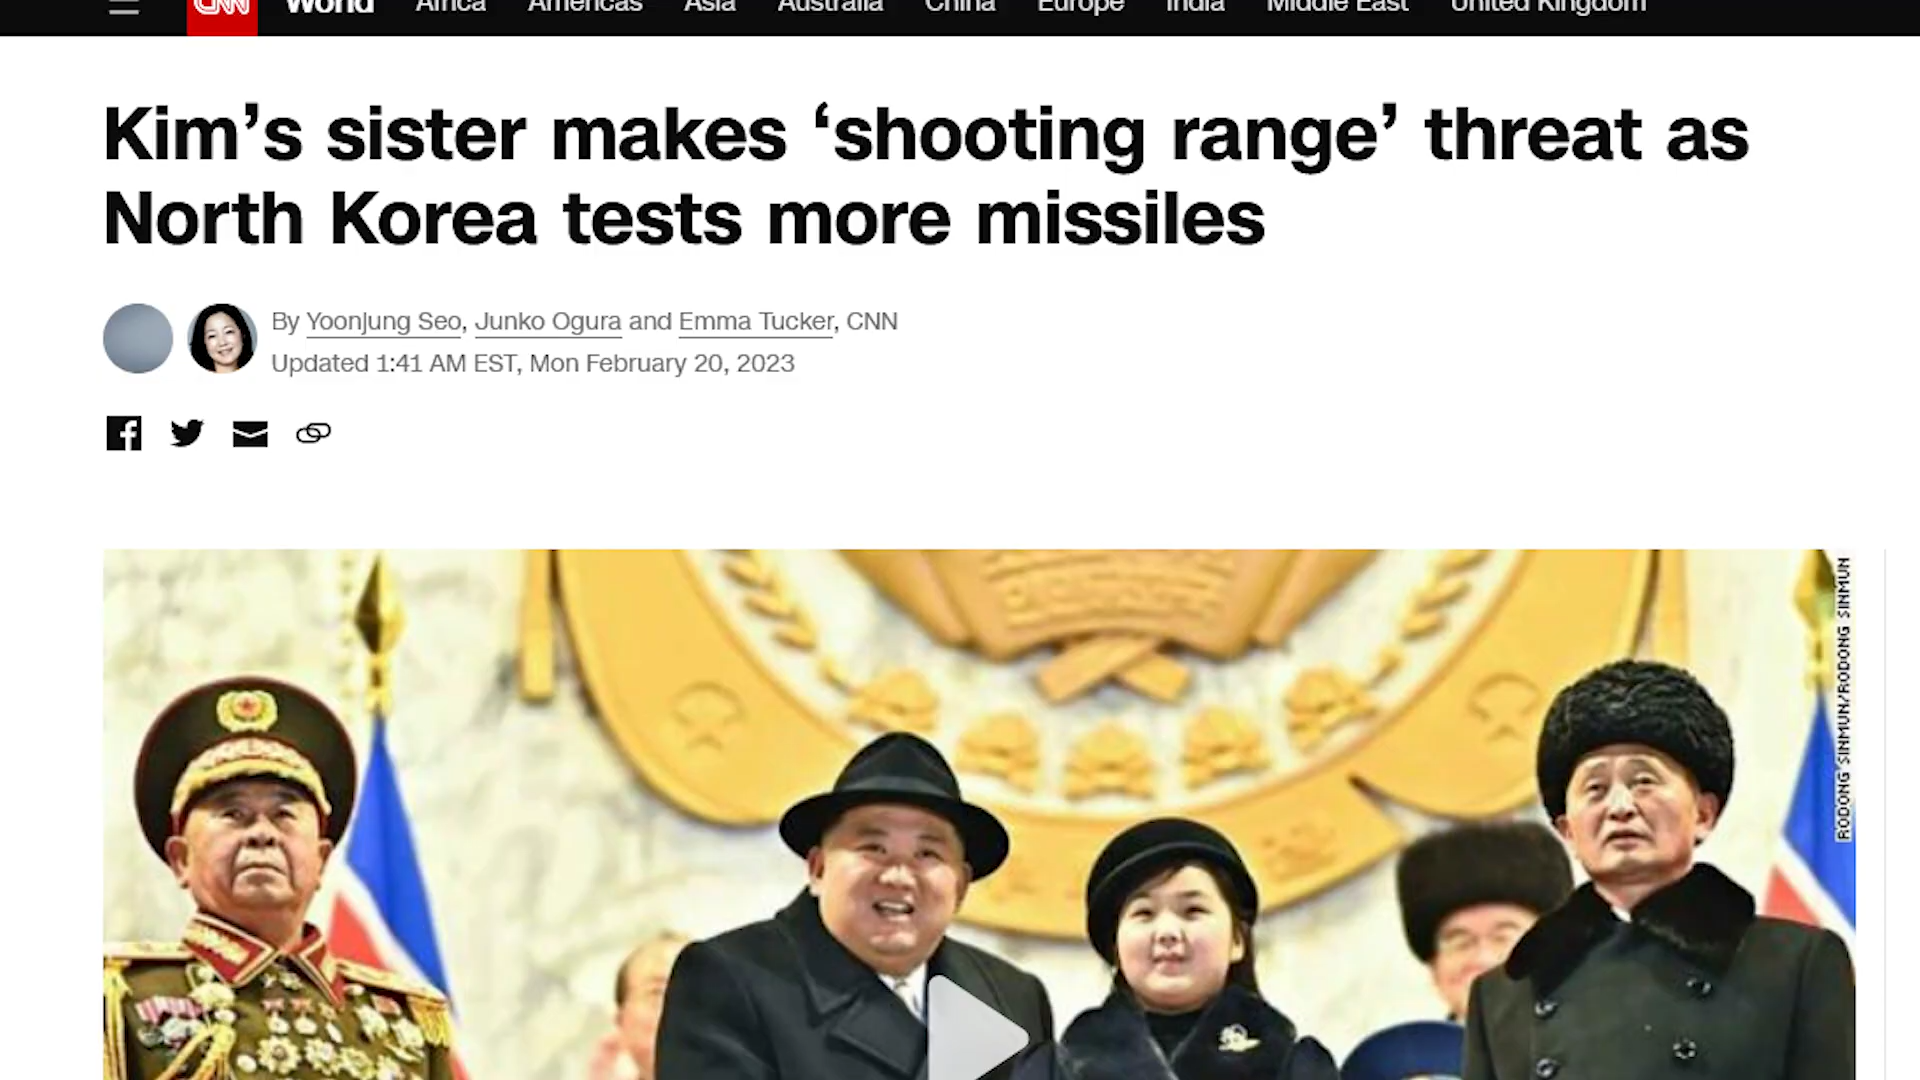 CNN World Africa Americas Asia Australia China Europe India Middle East United Kingdom
Kim’s sister makes ‘shooting range’ threat as
North Korea tests more missiles
By Yoonjung Seo, Junko Ogura and Emma Tucker, CNN
Updated 1:41 AM EST, Mon February 20, 2023
RODONG SINMUN/RODONG SINMUN